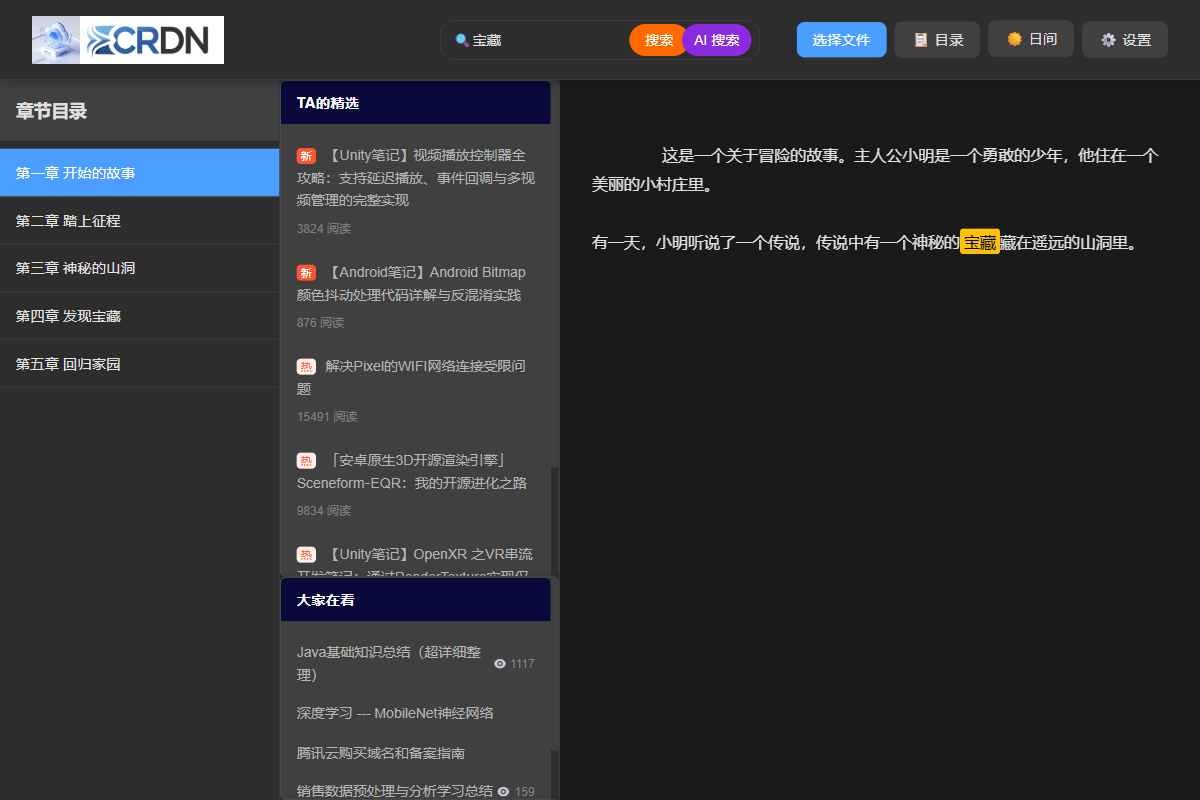 CRDN
宝藏
搜索
AI 搜索
选择文件
目录
日间
设置
章节目录
第一章 开始的故事
第二章 踏上征程
第三章 神秘的山洞
第四章 发现宝藏
第五章 回归家园
TA的精选
新 【Unity笔记】视频播放控制器全
攻略：支持延迟播放、事件回调与多视
频管理的完整实现
3824 阅读
新 【Android笔记】Android Bitmap
颜色抖动处理代码详解与反混淆实践
876 阅读
热 解决Pixel的WIFI网络连接受限问
题
15491 阅读
热 「安卓原生3D开源渲染引擎」
Sceneform-EQR：我的开源进化之路
9834 阅读
热 【Unity笔记】OpenXR 之VR串流
开发笔记：通过RenderTexture实现仅
大家在看
Java基础知识总结（超详细整
理）
1117
深度学习 --- MobileNet神经网络
腾讯云购买域名和备案指南
销售数据预处理与分析学习总结 159
这是一个关于冒险的故事。主人公小明是一个勇敢的少年，他住在一个
美丽的小村庄里。
有一天，小明听说了一个传说，传说中有一个神秘的宝藏藏在遥远的山洞里。